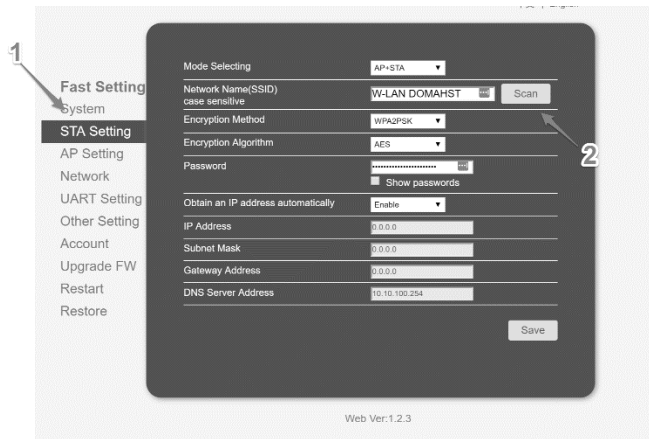 English
1
2
Fast Setting
System
STA Setting
AP Setting
Network
UART Setting
Other Setting
Account
Upgrade FW
Restart
Restore
Mode Selecting AP+STA
Network Name(SSID)
case sensitive W-LAN DOMAHST Scan
Encryption Method WPA2PSK
Encryption Algorithm AES
Password
Show passwords
Obtain an IP address automatically Enable
IP Address 0.0.0.0
Subnet Mask 0.0.0.0
Gateway Address 0.0.0.0
DNS Server Address 10.10.100.254
Save
Web Ver:1.2.3